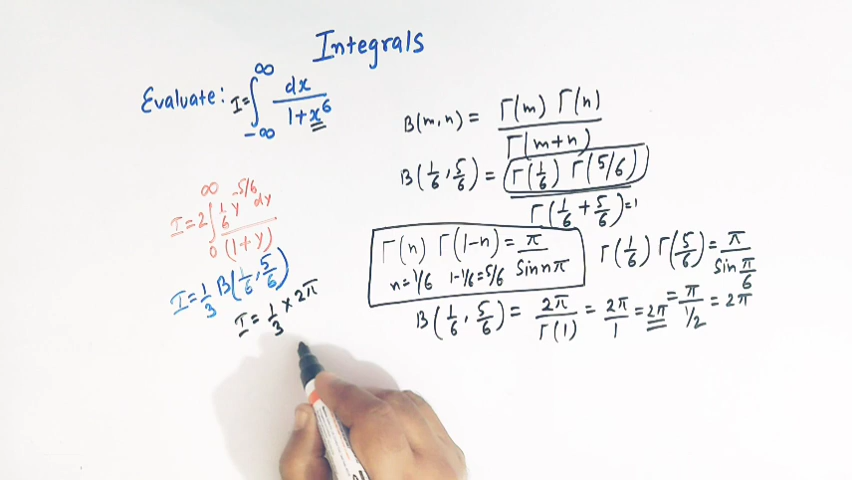 Integrals
Evaluate: I = ∫_{-∞}^{∞} dx / (1+x⁶)
B(m,n) = Γ(m) Γ(n) / Γ(m+n)
B(1/6, 5/6) = Γ(1/6) Γ(5/6) / Γ(1/6 + 5/6) = 1
I = 2∫_{0}^{∞} 1/6 y^{-5/6} dy / (1+y)
Γ(n) Γ(1-n) = π / Sin nπ
n = 1/6 1-1/6 = 5/6
Γ(1/6) Γ(5/6) = π / Sin π/6
= π / 1/2 = 2π
I = 1/3 B(1/6, 5/6)
B(1/6, 5/6) = 2π / Γ(1) = 2π / 1 = 2π
I = 1/3 × 2π